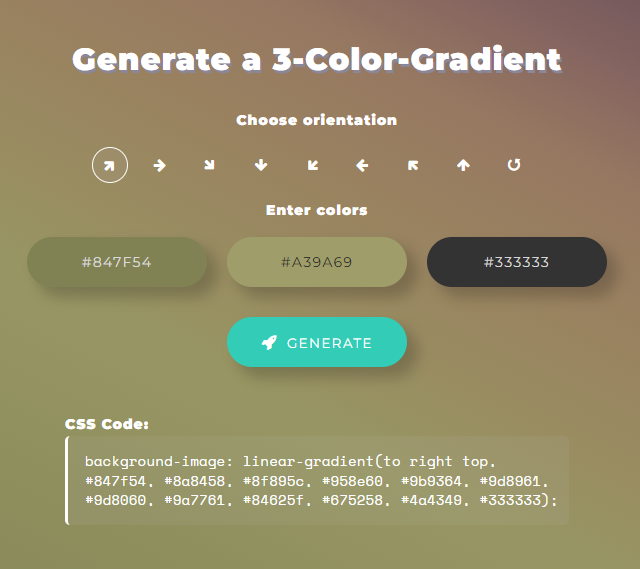 Generate a 3-Color-Gradient
Choose orientation
Enter colors
#847F54 #A39A69 #333333
GENERATE
CSS Code:
background-image: linear-gradient(to right top,
#847f54, #8a8458, #8f895c, #958e60, #9b9364, #9d8961,
#9d8060, #9a7761, #84625f, #675258, #4a4349, #333333);